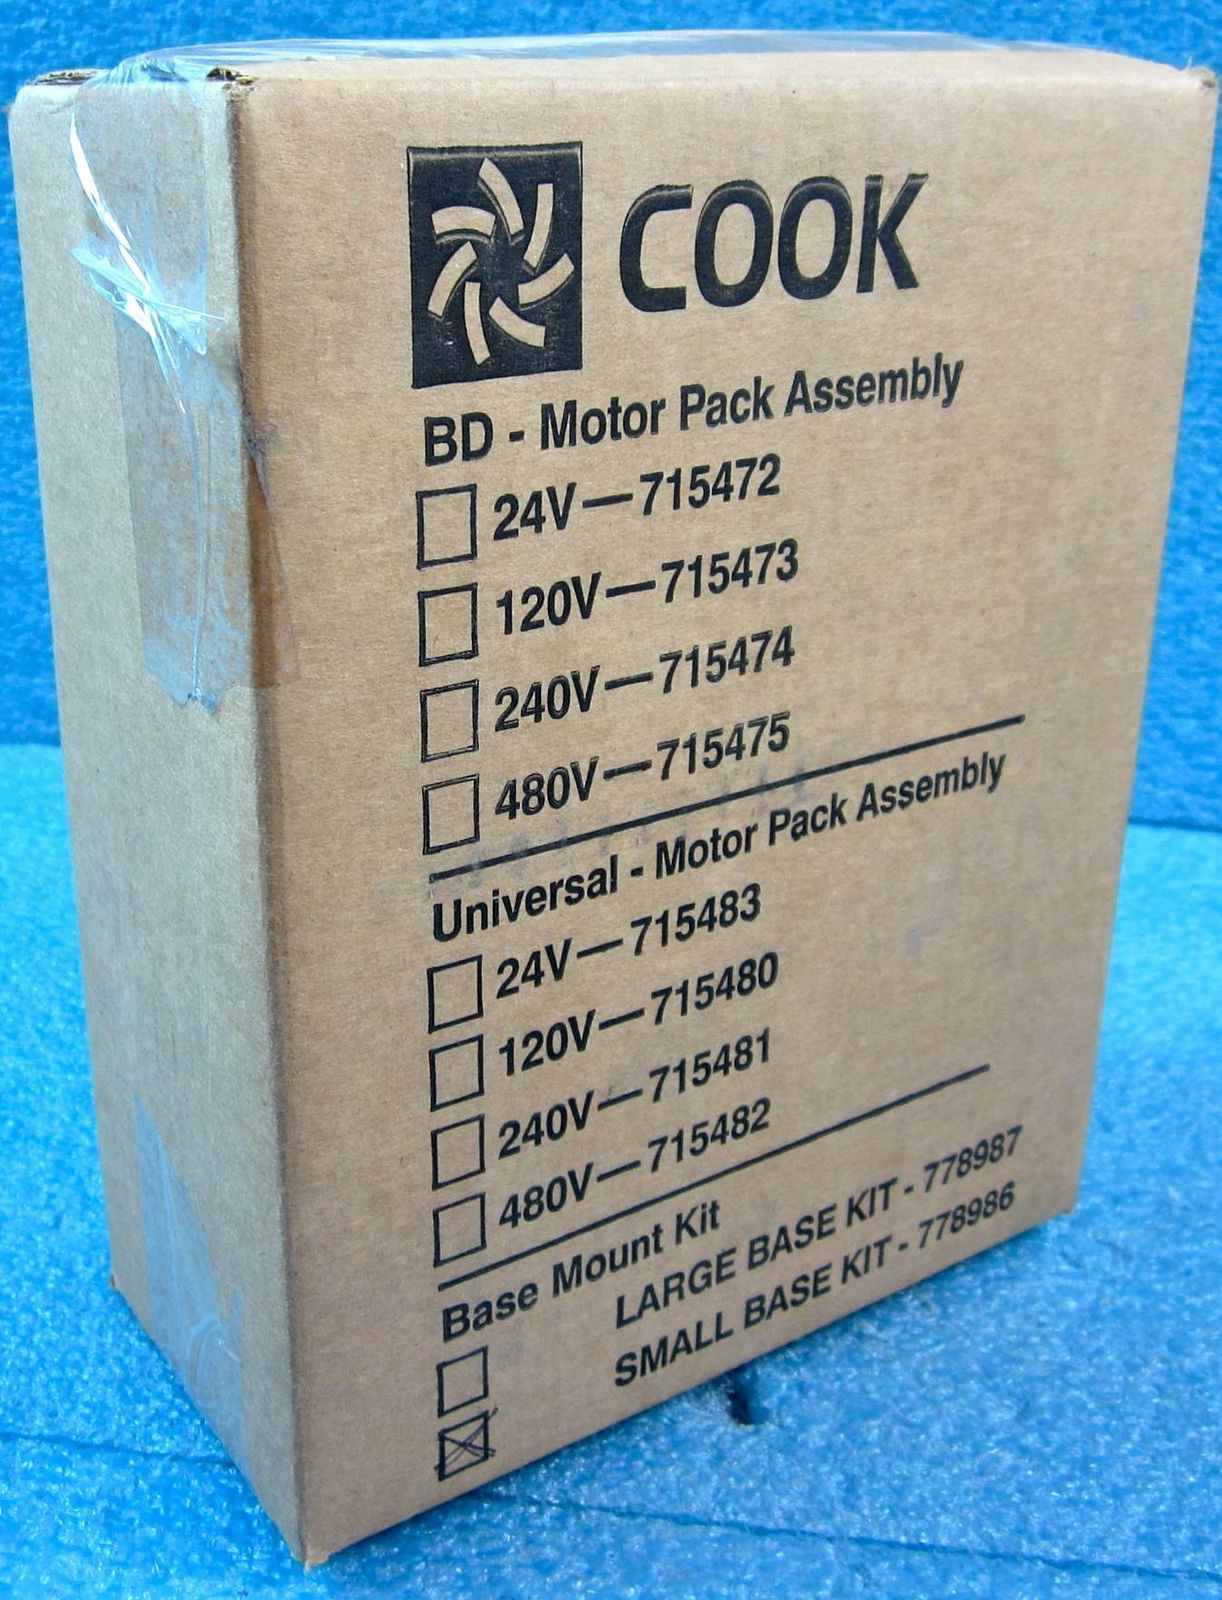 COOK
BD - Motor Pack Assembly
24V—715472
120V—715473
240V—715474
480V—715475
Universal - Motor Pack Assembly
24V—715483
120V—715480
240V—715481
480V—715482
Base Mount Kit
LARGE BASE KIT - 778987
SMALL BASE KIT - 778986